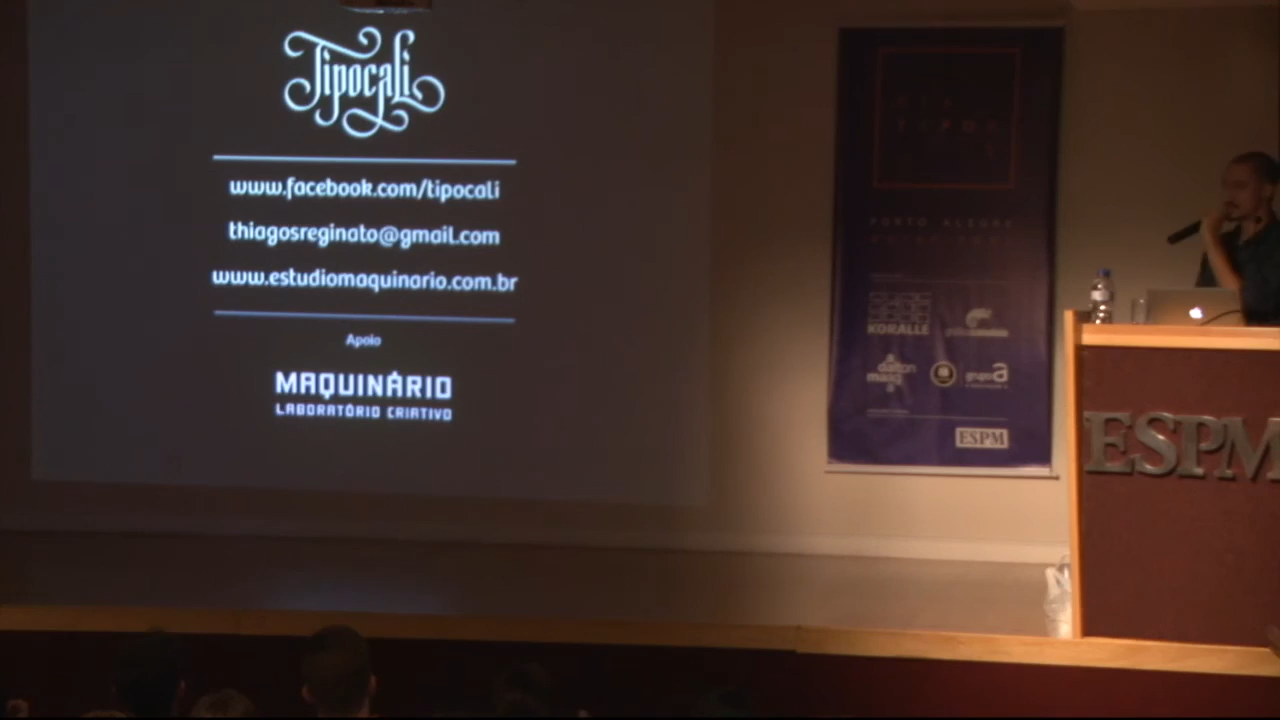 Tipocali
www.facebook.com/tipocali
thiagosreginato@gmail.com
www.estudiomaquinario.com.br
Apoio
MAQUINÁRIO
LABORATÓRIO CRIATIVO
PORTO ALEGRE
KORALLE
grupo a
ESPM
ESPM